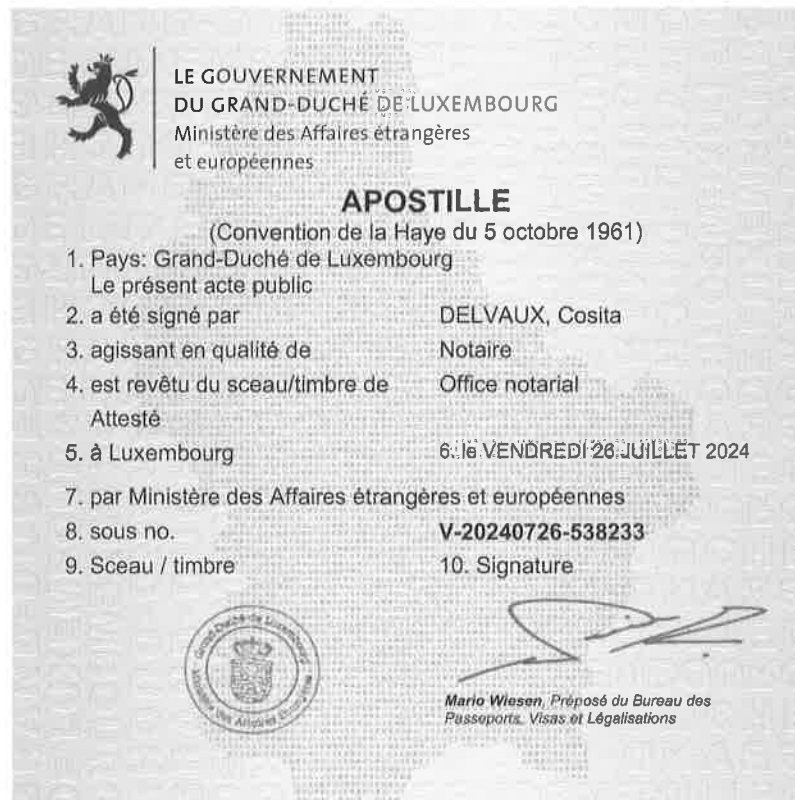 LE GOUVERNEMENT
DU GRAND-DUCHÉ DE LUXEMBOURG
Ministère des Affaires étrangères
et européennes
APOSTILLE
(Convention de la Haye du 5 octobre 1961)
1. Pays: Grand-Duché de Luxembourg
Le présent acte public
2. a été signé par DELVAUX, Cosita
3. agissant en qualité de Notaire
4. est revêtu du sceau/timbre de Office notarial
Attesté
5. à Luxembourg 6. le VENDREDI 26 JUILLET 2024
7. par Ministère des Affaires étrangères et européennes
8. sous no. V-20240726-538233
9. Sceau / timbre 10. Signature
Grand-Duché de Luxembourg
Mario Wiesen, Préposé du Bureau des
Passeports, Visas et Légalisations